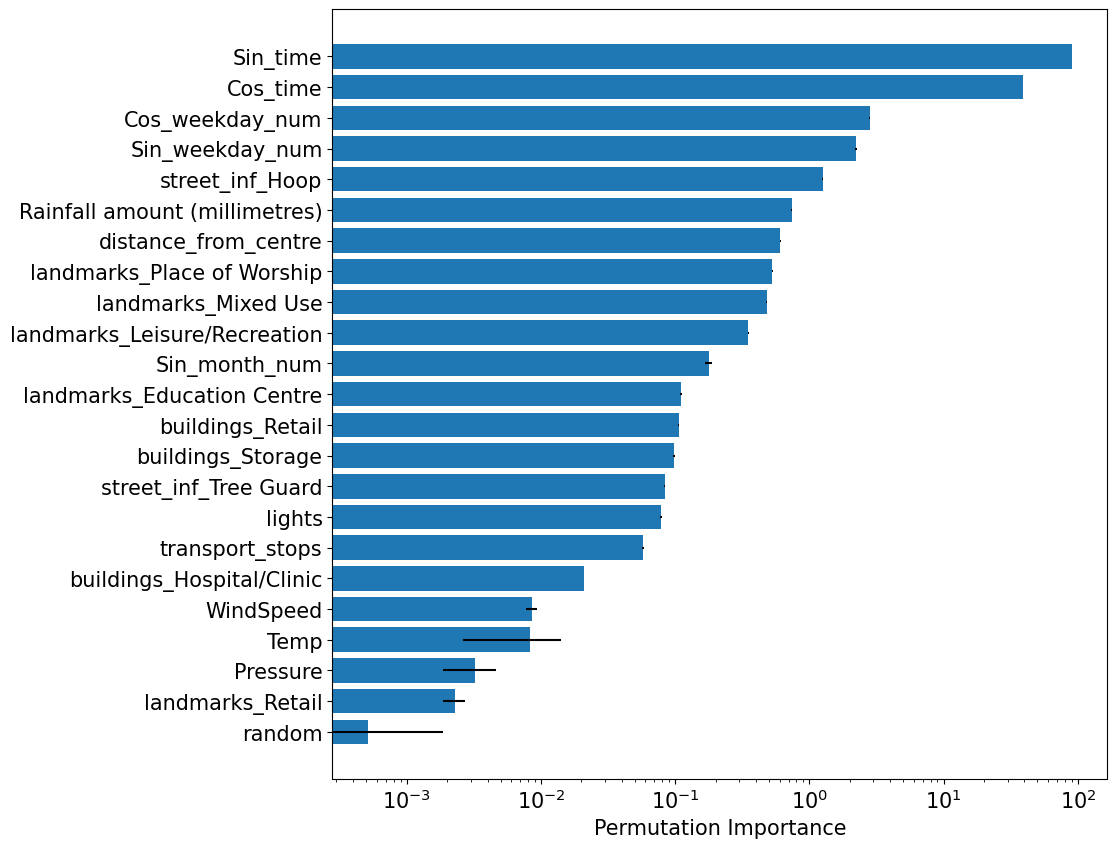 Sin_time
Cos_time
Cos_weekday_num
Sin_weekday_num
street_inf_Hoop
Rainfall amount (millimetres)
distance_from_centre
landmarks_Place of Worship
landmarks_Mixed Use
landmarks_Leisure/Recreation
Sin_month_num
landmarks_Education Centre
buildings_Retail
buildings_Storage
street_inf_Tree Guard
lights
transport_stops
buildings_Hospital/Clinic
WindSpeed
Temp
Pressure
landmarks_Retail
random
10⁻³ 10⁻² 10⁻¹ 10⁰ 10¹ 10²
Permutation Importance